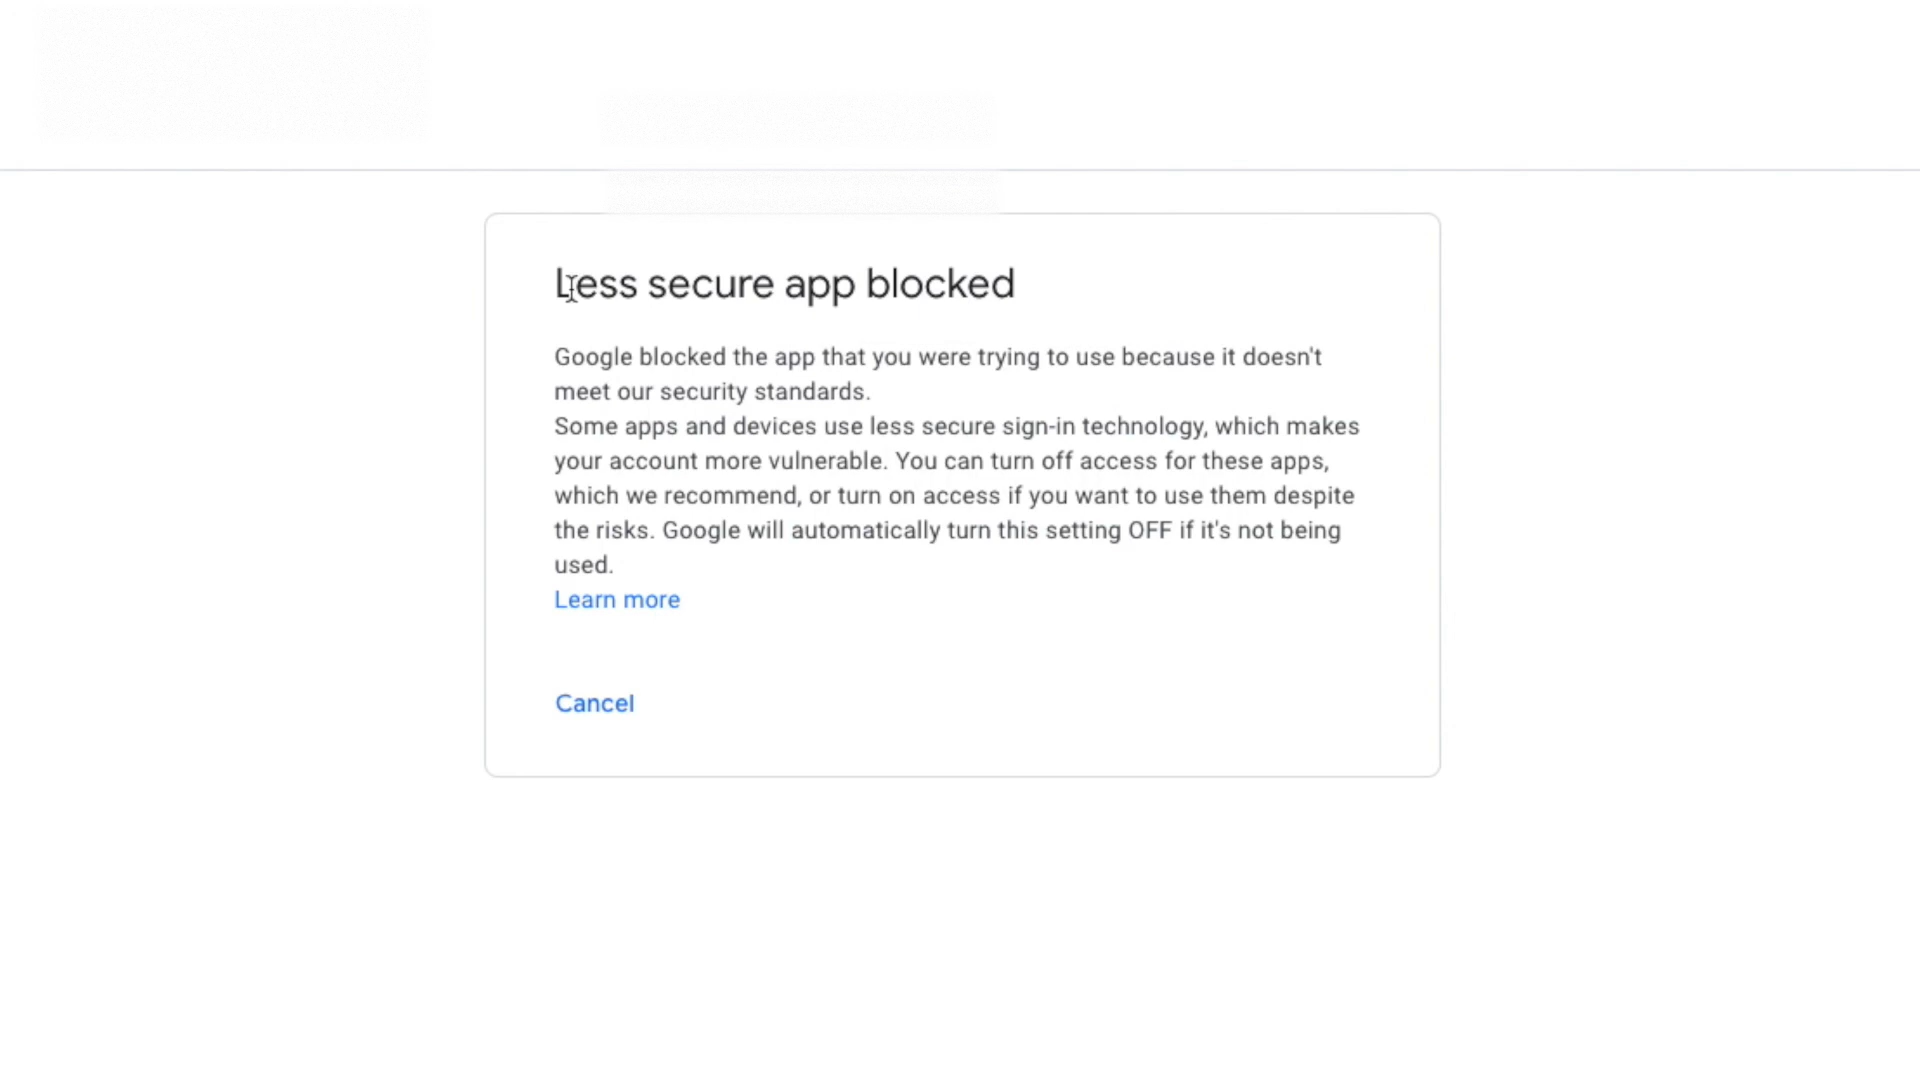 Less secure app blocked
Google blocked the app that you were trying to use because it doesn't
meet our security standards.
Some apps and devices use less secure sign-in technology, which makes
your account more vulnerable. You can turn off access for these apps,
which we recommend, or turn on access if you want to use them despite
the risks. Google will automatically turn this setting OFF if it's not being
used.
Learn more
Cancel